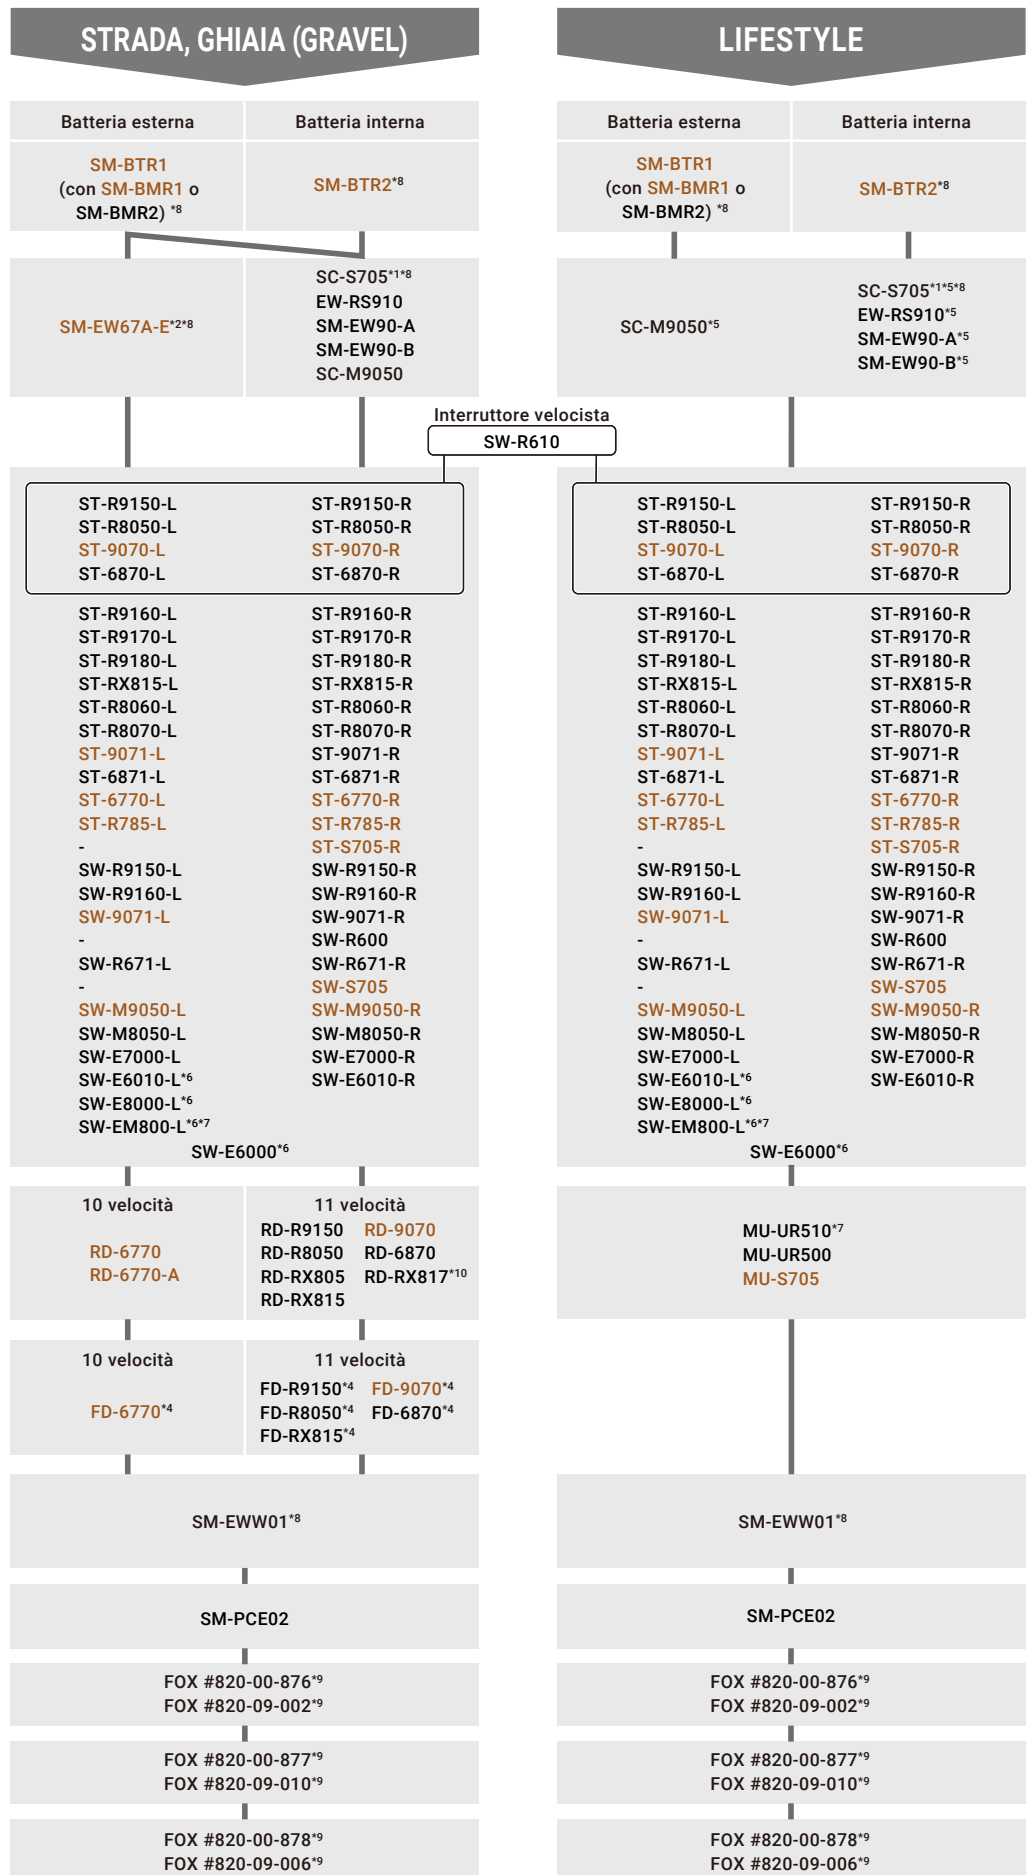 STRADA, GHIAIA (GRAVEL)
Batteria esterna
Batteria interna
SM-BTR1
(con SM-BMR1 o
SM-BMR2) *8
SM-BTR2*8
SM-EW67A-E*2*8
SC-S705*1*8
EW-RS910
SM-EW90-A
SM-EW90-B
SC-M9050
Interruttore velocista
SW-R610
ST-R9150-L ST-R9150-R
ST-R8050-L ST-R8050-R
ST-9070-L ST-9070-R
ST-6870-L ST-6870-R
ST-R9160-L ST-R9160-R
ST-R9170-L ST-R9170-R
ST-R9180-L ST-R9180-R
ST-RX815-L ST-RX815-R
ST-R8060-L ST-R8060-R
ST-R8070-L ST-R8070-R
ST-9071-L ST-9071-R
ST-6871-L ST-6871-R
ST-6770-L ST-6770-R
ST-R785-L ST-R785-R
- ST-S705-R
SW-R9150-L SW-R9150-R
SW-R9160-L SW-R9160-R
SW-9071-L SW-9071-R
- SW-R600
SW-R671-L SW-R671-R
- SW-S705
SW-M9050-L SW-M9050-R
SW-M8050-L SW-M8050-R
SW-E7000-L SW-E7000-R
SW-E6010-L*6 SW-E6010-R
SW-E8000-L*6
SW-EM800-L*6*7
SW-E6000*6
10 velocità
RD-6770
RD-6770-A
11 velocità
RD-R9150 RD-9070
RD-R8050 RD-6870
RD-RX805 RD-RX817*10
RD-RX815
10 velocità
FD-6770*4
11 velocità
FD-R9150*4 FD-9070*4
FD-R8050*4 FD-6870*4
FD-RX815*4
SM-EWW01*8
SM-PCE02
FOX #820-00-876*9
FOX #820-09-002*9
FOX #820-00-877*9
FOX #820-09-010*9
FOX #820-00-878*9
FOX #820-09-006*9
LIFESTYLE
Batteria esterna
Batteria interna
SM-BTR1
(con SM-BMR1 o
SM-BMR2) *8
SM-BTR2*8
SC-M9050*5
SC-S705*1*5*8
EW-RS910*5
SM-EW90-A*5
SM-EW90-B*5
ST-R9150-L ST-R9150-R
ST-R8050-L ST-R8050-R
ST-9070-L ST-9070-R
ST-6870-L ST-6870-R
ST-R9160-L ST-R9160-R
ST-R9170-L ST-R9170-R
ST-R9180-L ST-R9180-R
ST-RX815-L ST-RX815-R
ST-R8060-L ST-R8060-R
ST-R8070-L ST-R8070-R
ST-9071-L ST-9071-R
ST-6871-L ST-6871-R
ST-6770-L ST-6770-R
ST-R785-L ST-R785-R
- ST-S705-R
SW-R9150-L SW-R9150-R
SW-R9160-L SW-R9160-R
SW-9071-L SW-9071-R
- SW-R600
SW-R671-L SW-R671-R
- SW-S705
SW-M9050-L SW-M9050-R
SW-M8050-L SW-M8050-R
SW-E7000-L SW-E7000-R
SW-E6010-L*6 SW-E6010-R
SW-E8000-L*6
SW-EM800-L*6*7
SW-E6000*6
MU-UR510*7
MU-UR500
MU-S705
SM-EWW01*8
SM-PCE02
FOX #820-00-876*9
FOX #820-09-002*9
FOX #820-00-877*9
FOX #820-09-010*9
FOX #820-00-878*9
FOX #820-09-006*9